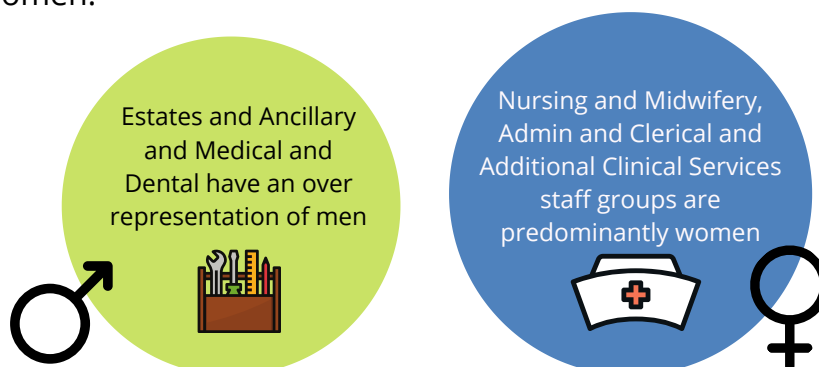 Estates and Ancillary
and Medical and
Dental have an over
representation of men
Nursing and Midwifery,
Admin and Clerical and
Additional Clinical Services
staff groups are
predominantly women